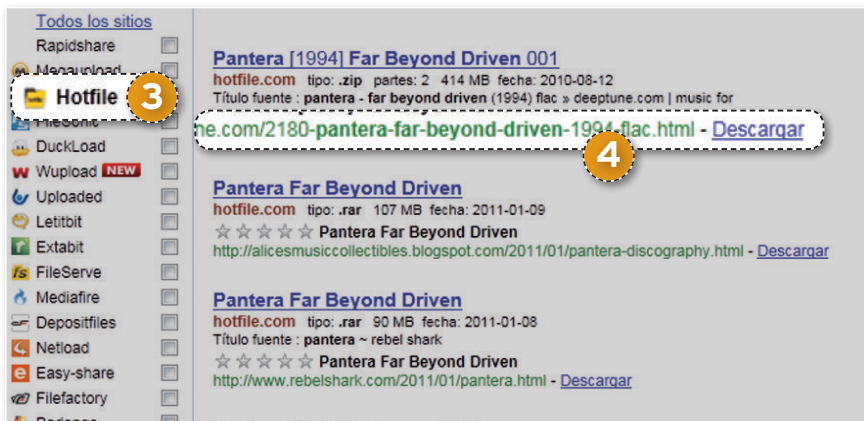 Todos los sitios
Rapidshare
Megaupload
Hotfile
3
FileSonic
DuckLoad
Wupload NEW
Uploaded
Letitbit
Extabit
FileServe
Mediafire
Depositfiles
Netload
Easy-share
Filefactory
Badongo
Pantera [1994] Far Beyond Driven 001
hotfile.com tipo: .zip partes: 2 414 MB fecha: 2010-08-12
Título fuente : pantera - far beyond driven (1994) flac » deeptune.com | music for
ne.com/2180-pantera-far-beyond-driven-1994-flac.html - Descargar
4
Pantera Far Beyond Driven
hotfile.com tipo: .rar 107 MB fecha: 2011-01-09
Pantera Far Beyond Driven
http://alicesmusiccollectibles.blogspot.com/2011/01/pantera-discography.html - Descargar
Pantera Far Beyond Driven
hotfile.com tipo: .rar 90 MB fecha: 2011-01-08
Título fuente : pantera ~ rebel shark
Pantera Far Beyond Driven
http://www.rebelshark.com/2011/01/pantera.html - Descargar